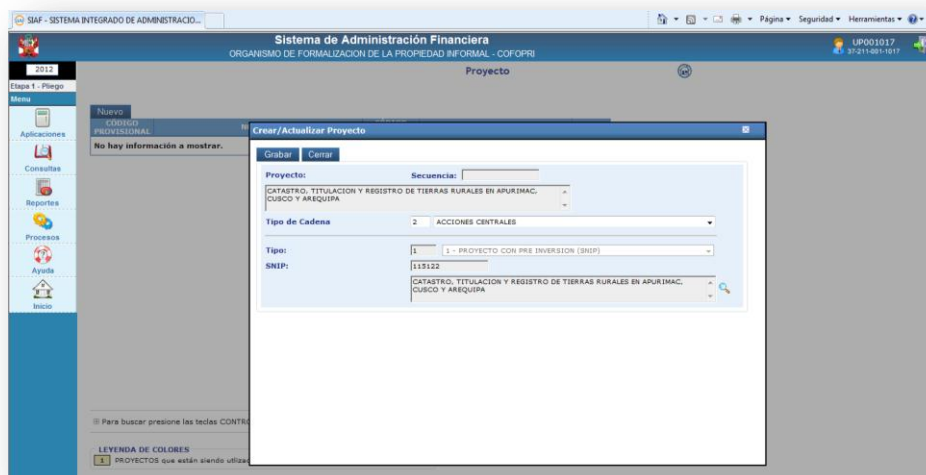 SIAF - SISTEMA INTEGRADO DE ADMINISTRACIO...
Página
Seguridad
Herramientas
Sistema de Administración Financiera
ORGANISMO DE FORMALIZACION DE LA PROPIEDAD INFORMAL - COFOPRI
UP001017
37-211-001-1017
2012
Proyecto
Etapa 1 - Pliego
Menu
Aplicaciones
Consultas
Reportes
Procesos
Ayuda
Inicio
Nuevo
CÓDIGO
PROVISIONAL
No hay información a mostrar.
Crear/Actualizar Proyecto
Grabar Cerrar
Proyecto: Secuencia:
CATASTRO, TITULACION Y REGISTRO DE TIERRAS RURALES EN APURIMAC,
CUSCO Y AREQUIPA
Tipo de Cadena 2 ACCIONES CENTRALES
Tipo: 1 1 - PROYECTO CON PRE INVERSION (SNIP)
SNIP: 115122
CATASTRO, TITULACION Y REGISTRO DE TIERRAS RURALES EN APURIMAC,
CUSCO Y AREQUIPA
Para buscar presione las teclas CONTRO
LEYENDA DE COLORES
1 PROYECTOS que están siendo utiliza